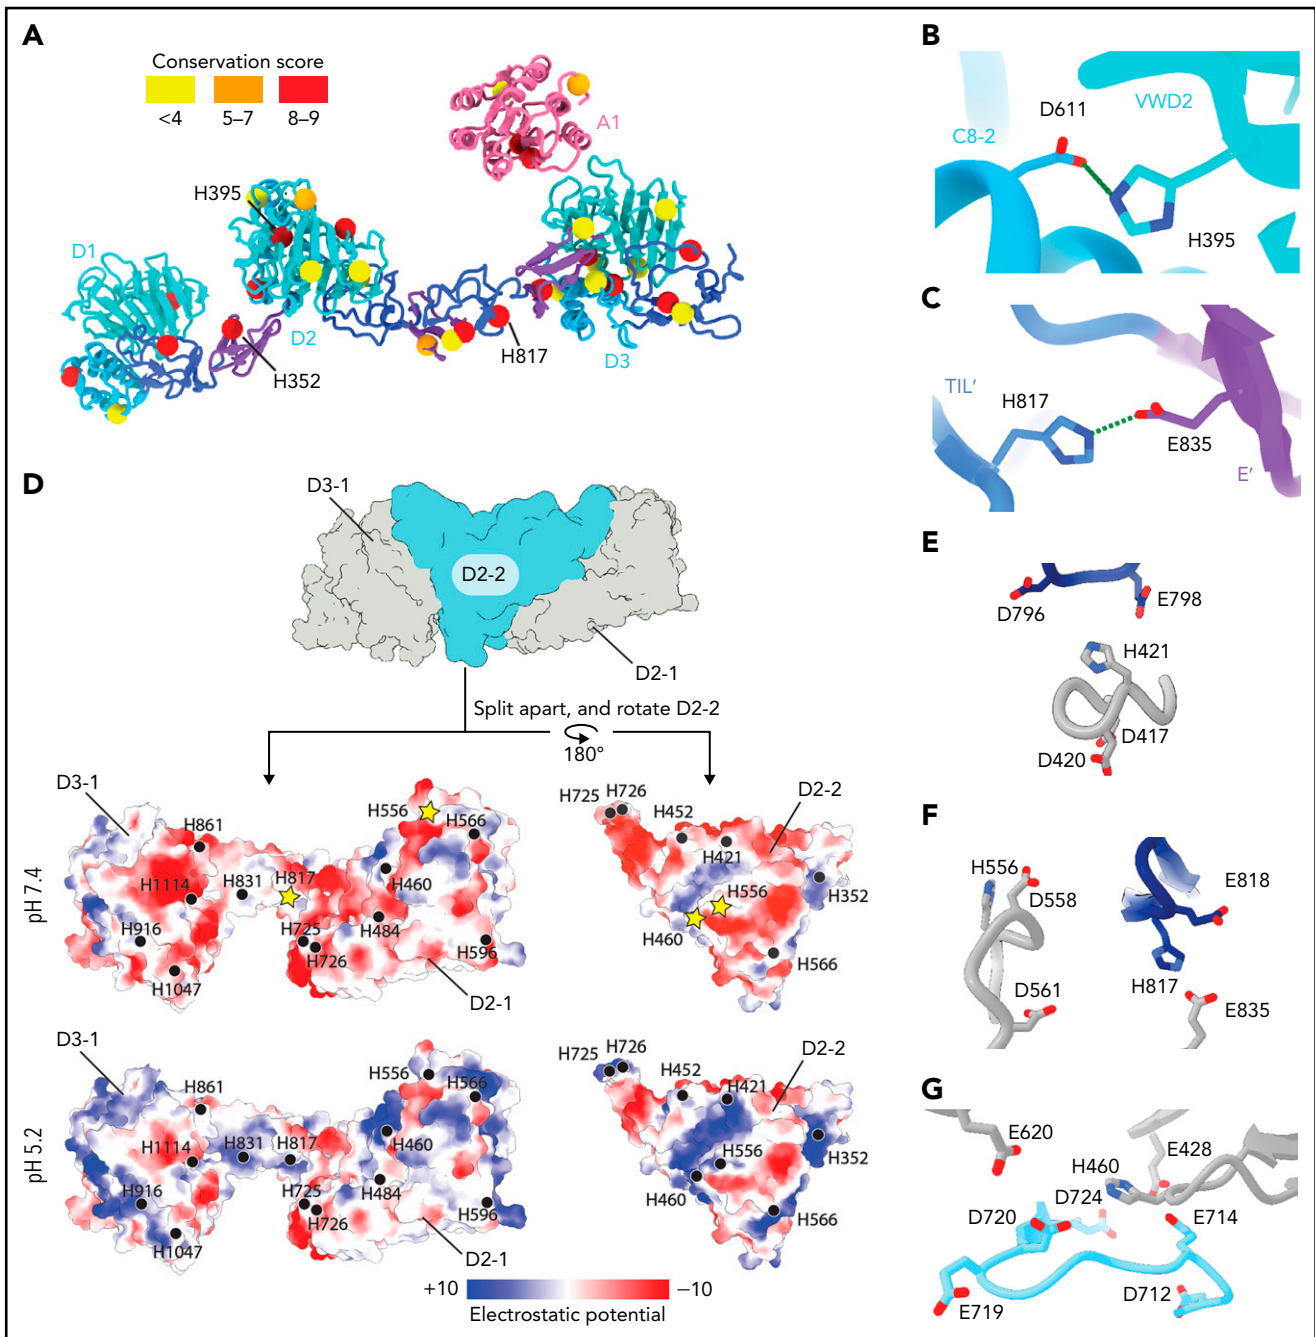 A
Conservation score
<4
5–7
8–9
A1
H395
D1
D2
H352
H817
D3
B
D611
VWD2
C8-2
H395
C
TIL′
H817
E835
E′
D
D3-1
D2-2
D2-1
Split apart, and rotate D2-2
180°
pH 7.4
D3-1
H861
H1114
H831
H817
H916
H1047
H725
H726
H556
H566
H460
H484
H596
D2-1
H725
H726
H452
D2-2
H421
H556
H352
H460
H566
pH 5.2
D3-1
H861
H1114
H831
H817
H916
H1047
H725
H726
H556
H566
H460
H484
H596
D2-1
H725
H726
H452
D2-2
H421
H556
H352
H460
H566
+10
−10
Electrostatic potential
E
D796
E798
H421
D417
D420
F
H556
D558
D561
E818
H817
E835
G
E620
E428
H460
D724
D720
E714
D712
E719